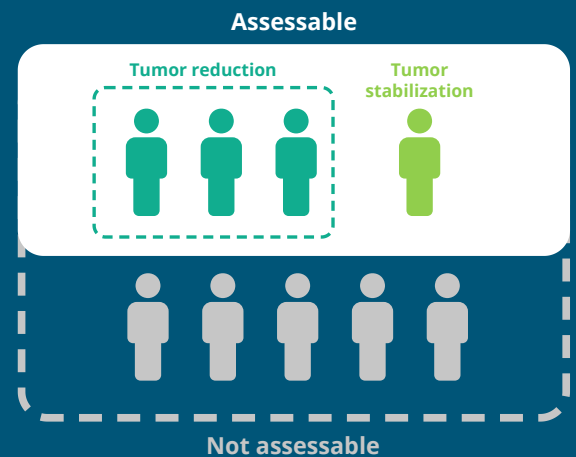 Assessable
Tumor reduction
Tumor
stabilization
Not assessable